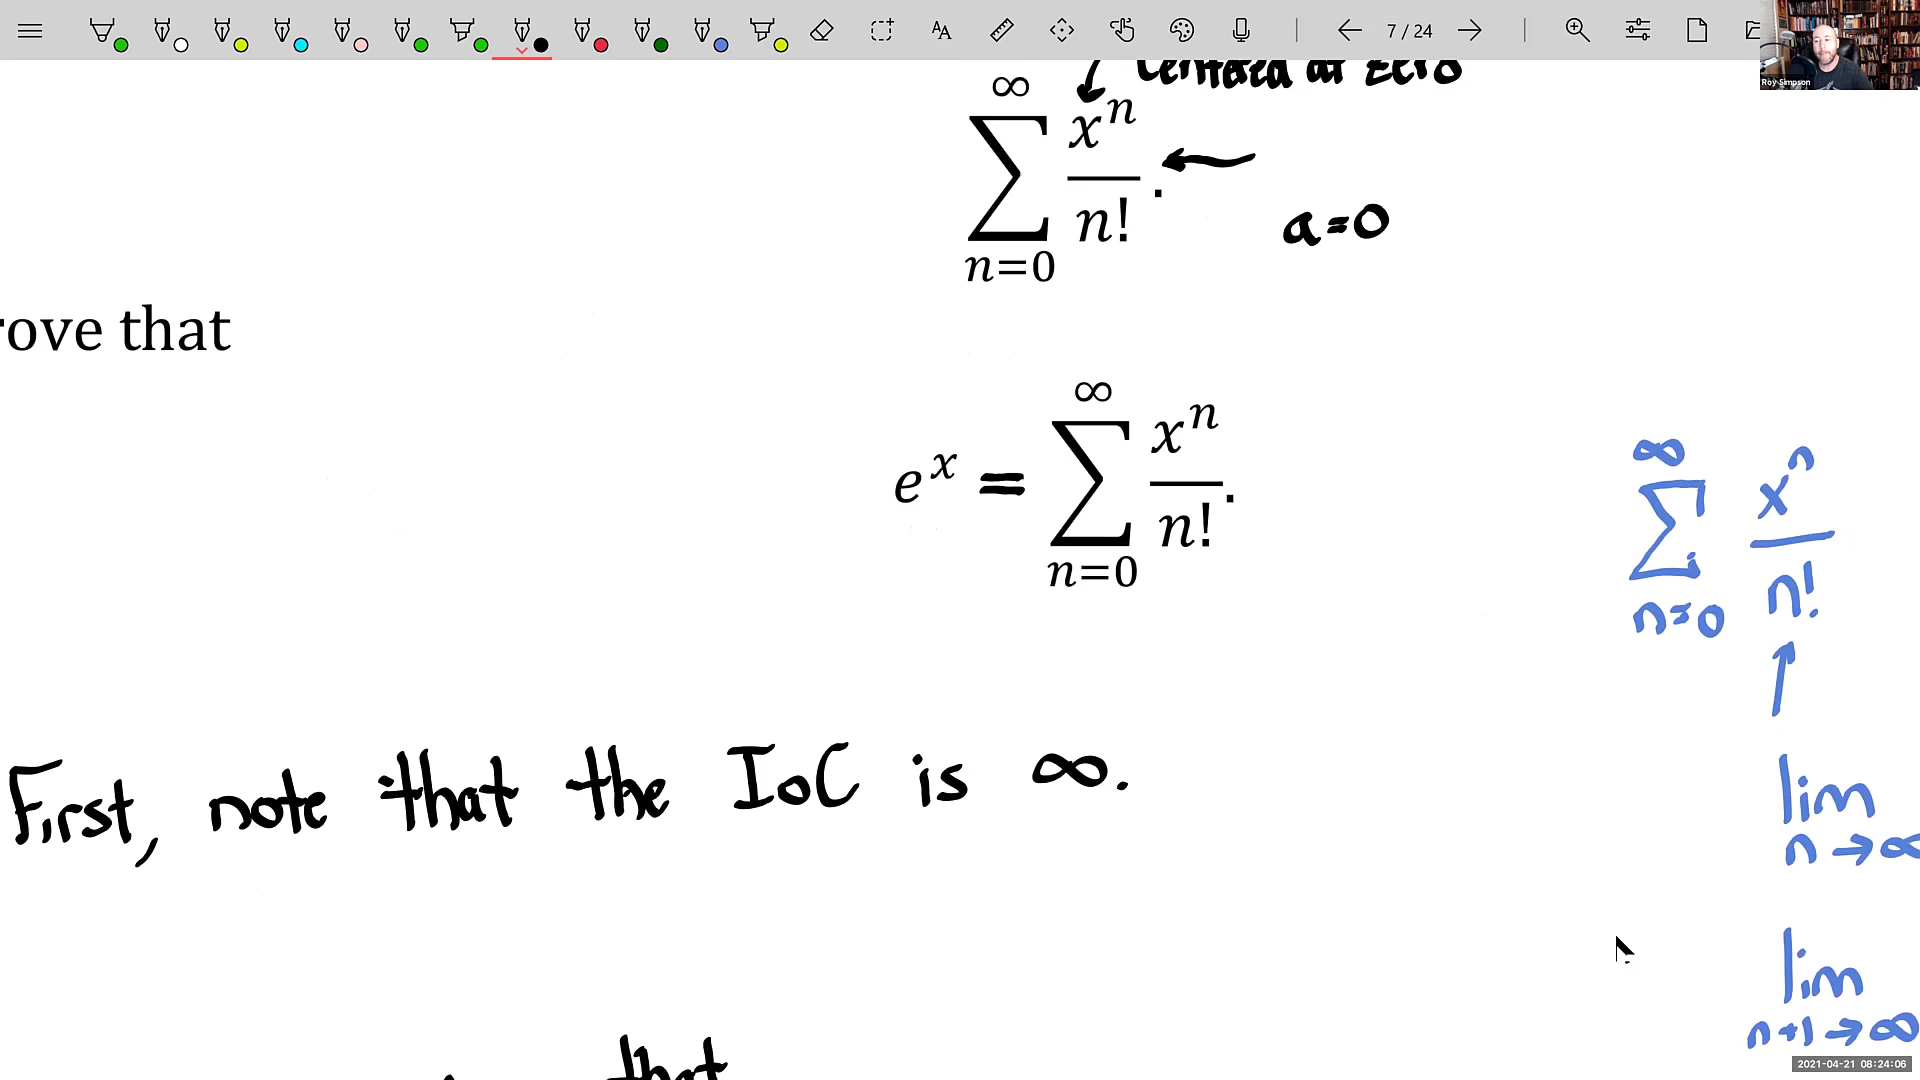 7 / 24
Roy Simpson
centered at zero
∞
∑ xⁿ/n! .
n=0
a=0
rove that
∞
eˣ = ∑ xⁿ/n! .
n=0
∞
∑ xⁿ/n!
n=0
First, note that the IoC is ∞.
lim
n→∞
lim
n+1→∞
that
2021-04-21 08:24:06